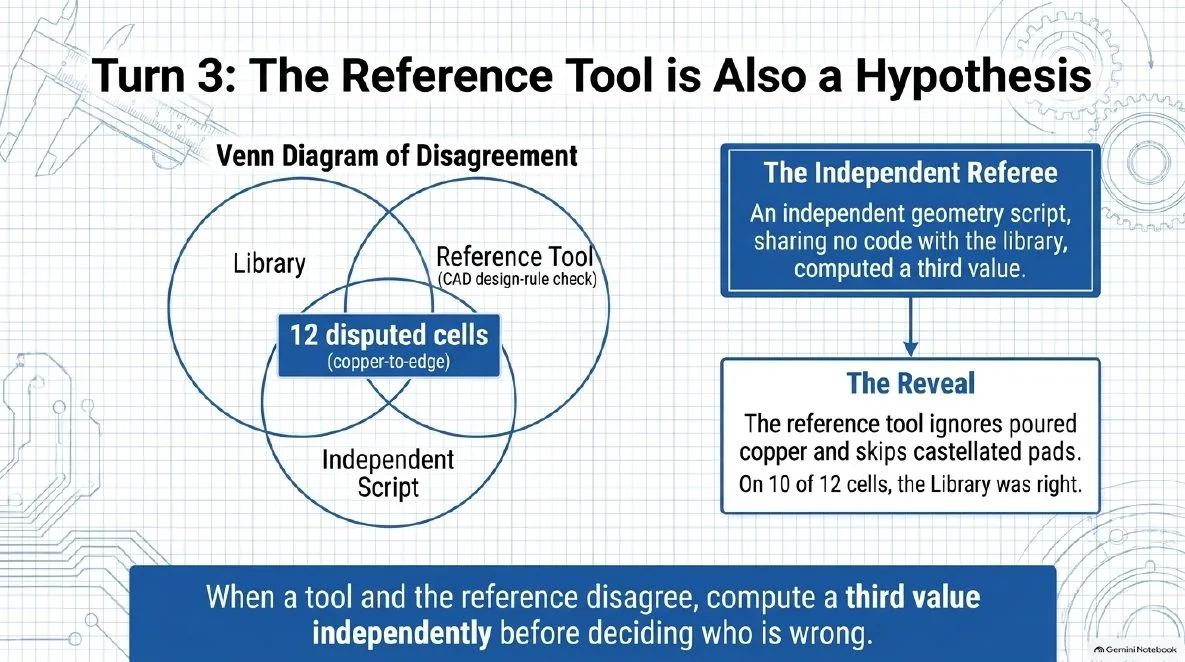 Turn 3: The Reference Tool is Also a Hypothesis
Venn Diagram of Disagreement
Library
Reference Tool
(CAD design-rule check)
12 disputed cells
(copper-to-edge)
Independent
Script
The Independent Referee
An independent geometry script,
sharing no code with the library,
computed a third value.
The Reveal
The reference tool ignores poured
copper and skips castellated pads.
On 10 of 12 cells, the Library was right.
When a tool and the reference disagree, compute a third value
independently before deciding who is wrong.
Gemini Notebook